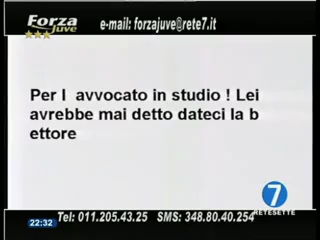 Forza
Juve
e-mail: forzajuve@rete7.it
Per l avvocato in studio ! Lei
avrebbe mai detto dateci la b
ettore
7
RETESETTE
22:32
Tel: 011.205.43.25 SMS: 348.80.40.254